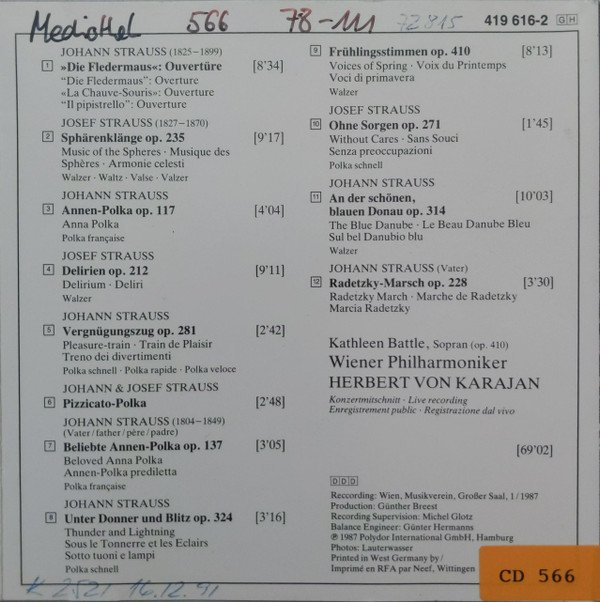 Mediothek 566 78-111 72815 419 616-2 GH
JOHANN STRAUSS (1825–1899)
1 »Die Fledermaus«: Ouvertüre [8'34]
"Die Fledermaus": Overture
«La Chauve-Souris»: Ouverture
"Il pipistrello": Ouverture
JOSEF STRAUSS (1827–1870)
2 Sphärenklänge op. 235 [9'17]
Music of the Spheres · Musique des
Sphères · Armonie celesti
Walzer · Waltz · Valse · Valzer
JOHANN STRAUSS
3 Annen-Polka op. 117 [4'04]
Anna Polka
Polka française
JOSEF STRAUSS
4 Delirien op. 212 [9'11]
Delirium · Deliri
Walzer
JOHANN STRAUSS
5 Vergnügungszug op. 281 [2'42]
Pleasure-train · Train de Plaisir
Treno dei divertimenti
Polka schnell · Polka rapide · Polka veloce
JOHANN & JOSEF STRAUSS
6 Pizzicato-Polka [2'48]
JOHANN STRAUSS (1804–1849)
(Vater/father/père/padre)
7 Beliebte Annen-Polka op. 137 [3'05]
Beloved Anna Polka
Annen-Polka prediletta
Polka française
JOHANN STRAUSS
8 Unter Donner und Blitz op. 324 [3'16]
Thunder and Lightning
Sous le Tonnerre et les Eclairs
Sotto tuoni e lampi
Polka schnell
9 Frühlingsstimmen op. 410 [8'13]
Voices of Spring · Voix du Printemps
Voci di primavera
Walzer
JOSEF STRAUSS
10 Ohne Sorgen op. 271 [1'45]
Without Cares · Sans Souci
Senza preoccupazioni
Polka schnell
JOHANN STRAUSS
11 An der schönen, [10'03]
blauen Donau op. 314
The Blue Danube · Le Beau Danube Bleu
Sul bel Danubio blu
Walzer
JOHANN STRAUSS (Vater)
12 Radetzky-Marsch op. 228 [3'30]
Radetzky March · Marche de Radetzky
Marcia Radetzky
Kathleen Battle, Sopran (op. 410)
Wiener Philharmoniker
HERBERT VON KARAJAN
Konzertmitschnitt · Live recording
Enregistrement public · Registrazione dal vivo
[69'02]
DDD
Reccording: Wien, Musikverein, Großer Saal, 1/1987
Production: Günther Breest
Recording Supervision: Michel Glotz
Balance Engineer: Günter Hermanns
℗ 1987 Polydor International GmbH, Hamburg
Photos: Lauterwasser
Printed in West Germany by/
Imprimé en RFA par Neef, Wittingen
CD 566
K 2521 16.12.91